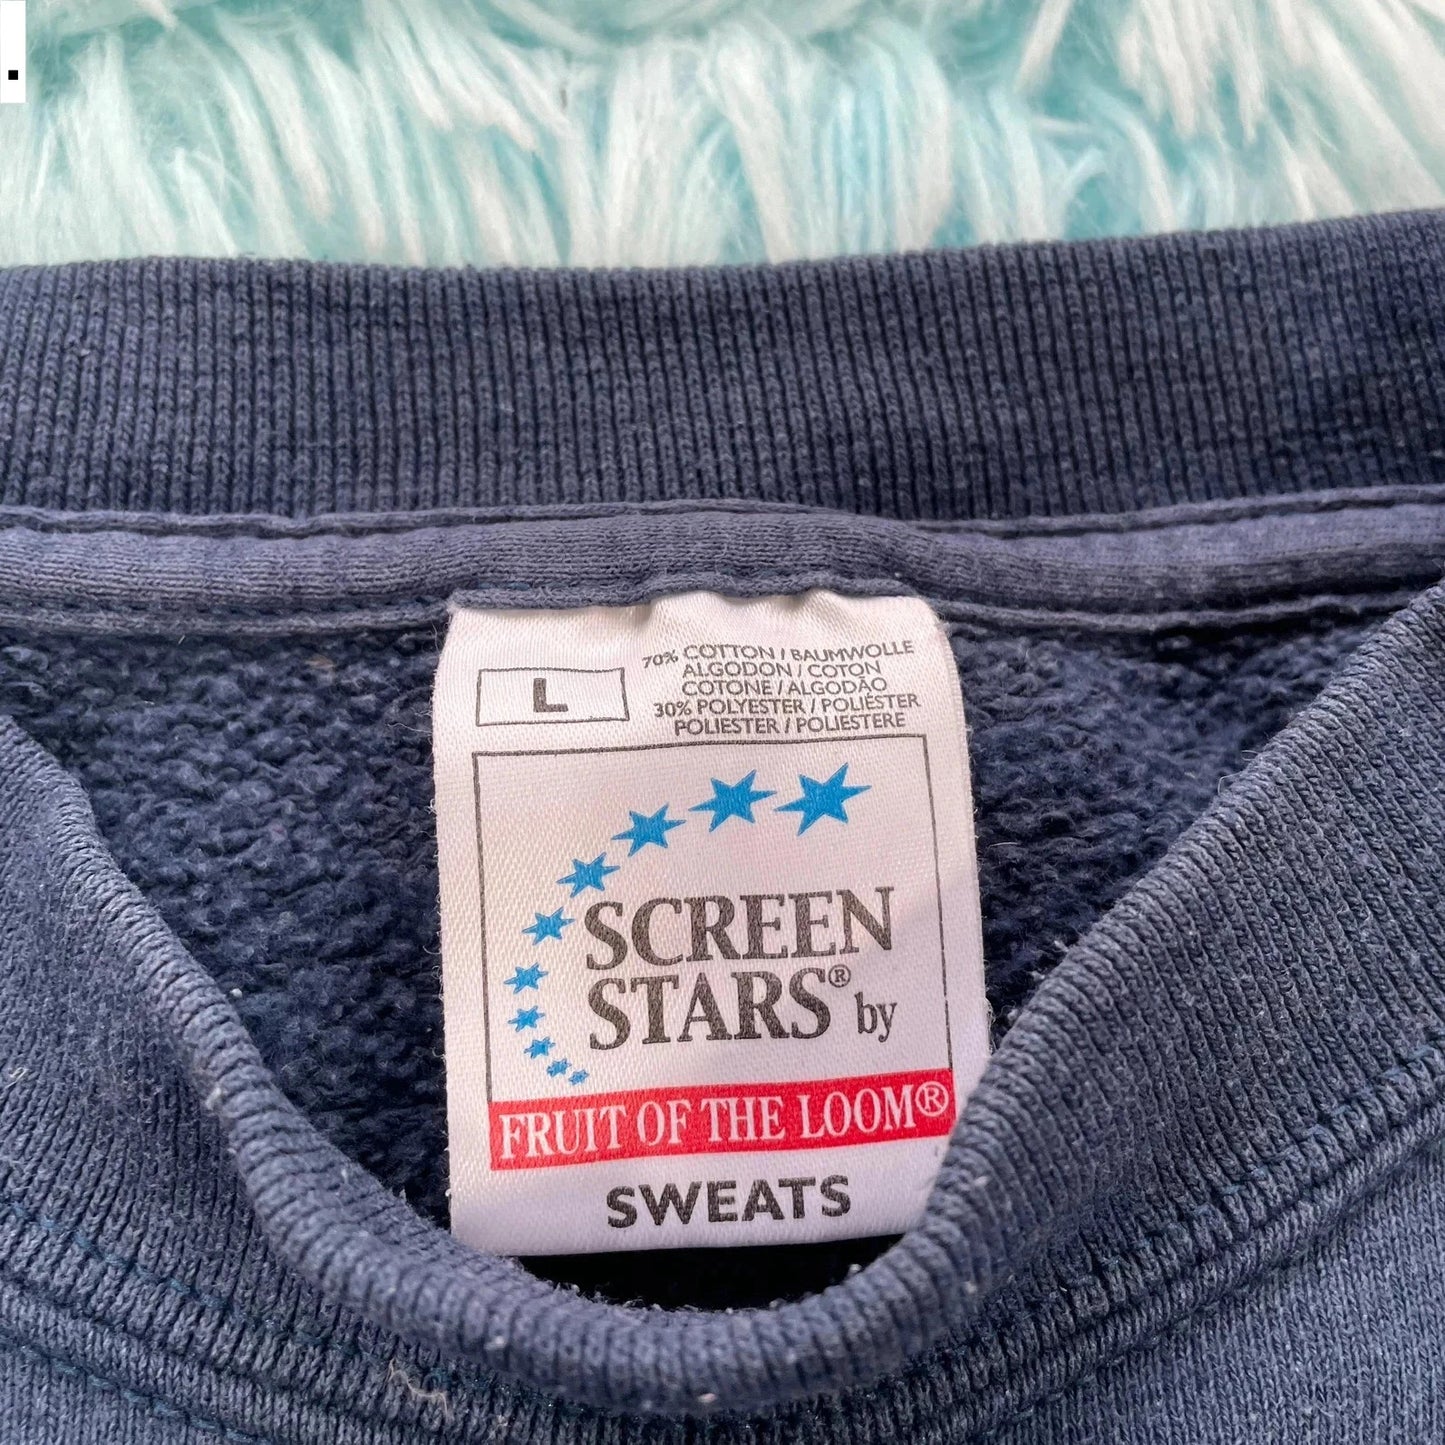 .
L
70% COTTON / BAUMWOLLE
ALGODON / COTON
COTONE / ALGODÃO
30% POLYESTER / POLIÉSTER
POLIESTER / POLIESTERE
SCREEN
STARS® by
FRUIT OF THE LOOM®
SWEATS